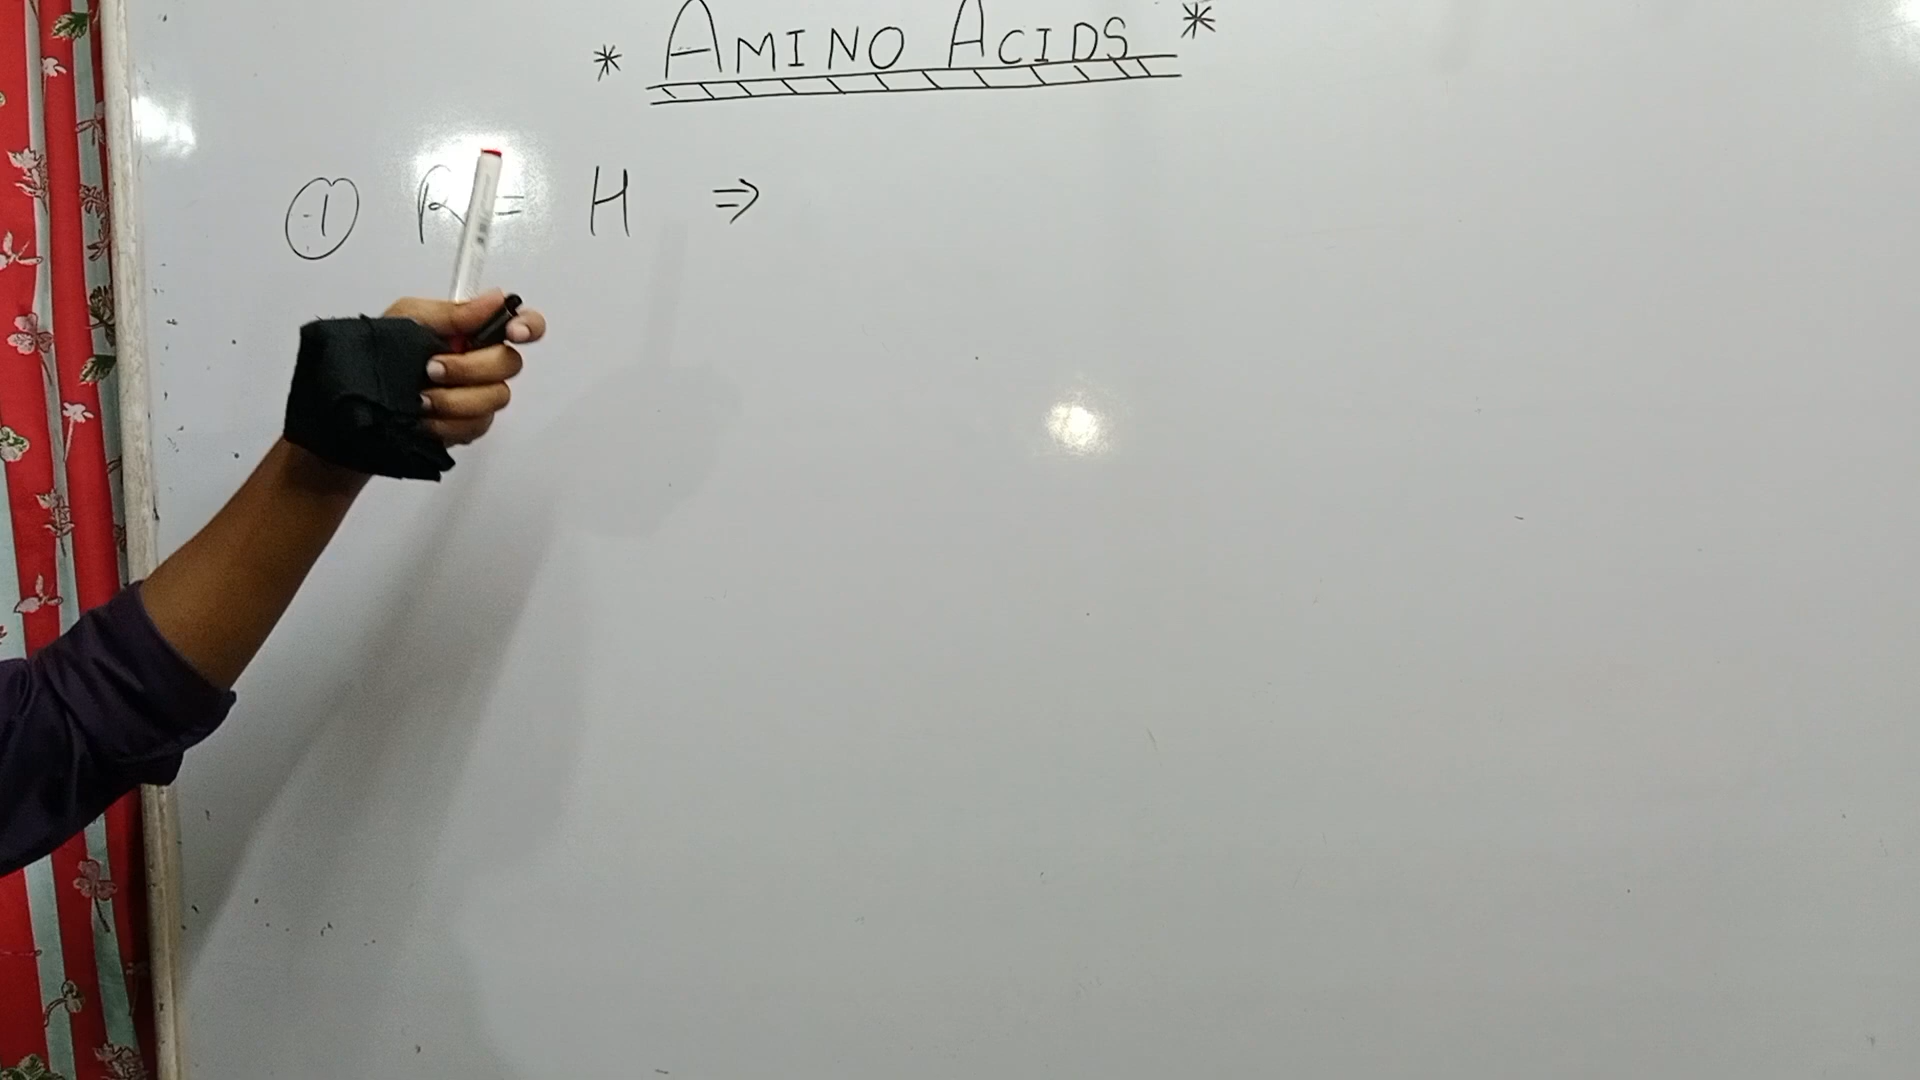 * AMINO ACIDS *
① R = H ⇒